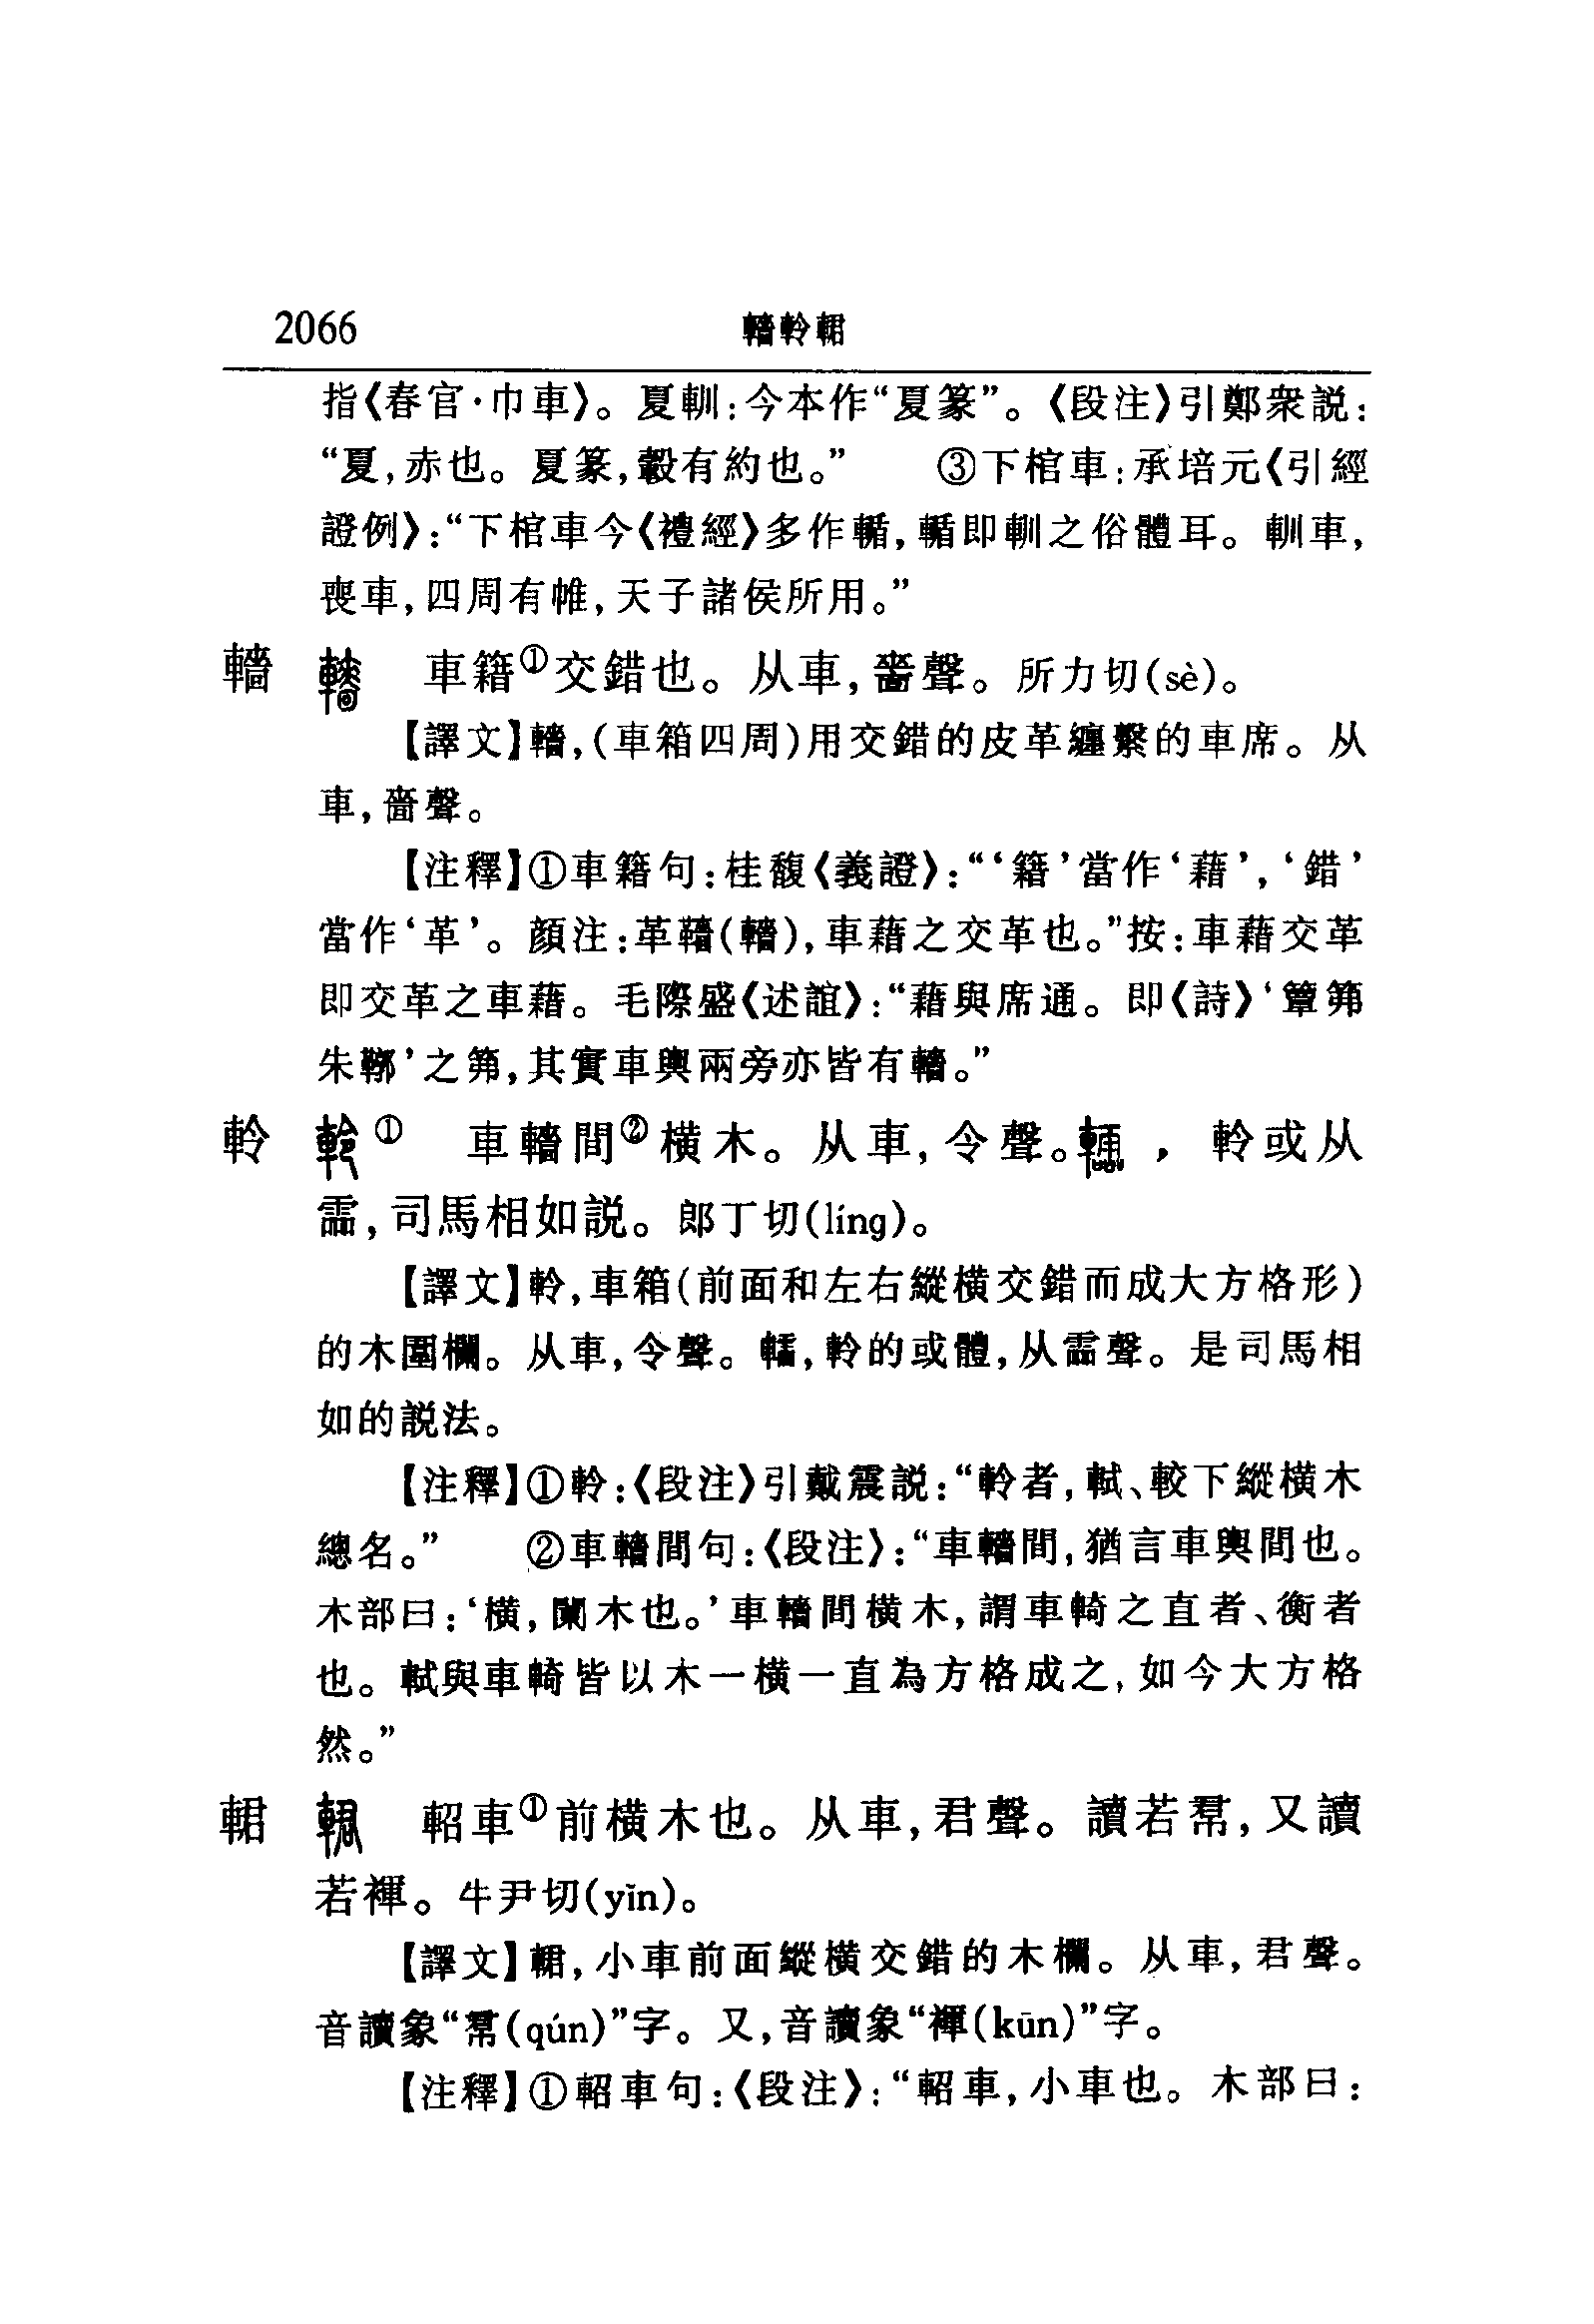 2066
轖軨輑
指《春官·巾車》。夏軐:今本作“夏篆”。《段注》引鄭衆説:
“夏,赤也。夏篆,轂有約也。”　③下棺車:承培元《引經
證例》:“下棺車今《禮經》多作輴,輴即軐之俗體耳。軐車,
喪車,四周有帷,天子諸侯所用。”
轖　車籍①交錯也。从車,嗇聲。所力切(sè)。
【譯文】轖,(車箱四周)用交錯的皮革纏繫的車席。从
車,嗇聲。
【注釋】①車籍句:桂馥《義證》:“‘籍’當作‘藉’,‘錯’
當作‘革’。顔注:革䪂(轖),車藉之交革也。”按:車藉交革
即交革之車藉。毛際盛《述誼》:“藉與席通。即《詩》‘簟笰
朱鞹’之笰,其實車輿兩旁亦皆有轖。”
軨　①　車轖間②横木。从車,令聲。,軨或从
霝,司馬相如説。郎丁切(líng)。
【譯文】軨,車箱(前面和左右縱横交錯而成大方格形)
的木圍欄。从車,令聲。轜,軨的或體,从霝聲。是司馬相
如的説法。
【注釋】①軨:《段注》引戴震説:“軨者,軾、較下縱横木
總名。”　②車轖間句:《段注》:“車轖間,猶言車輿間也。
木部曰:‘横,闌木也。’車轖間横木,謂車輢之直者、衡者
也。軾與車輢皆以木一横一直為方格成之,如今大方格
然。”
輑　軺車①前横木也。从車,君聲。讀若帬,又讀
若褌。牛尹切(yǐn)。
【譯文】輑,小車前面縱横交錯的木欄。从車,君聲。
音讀象“帬(qún)”字。又,音讀象“褌(kūn)”字。
【注釋】①軺車句:《段注》:“軺車,小車也。木部曰: